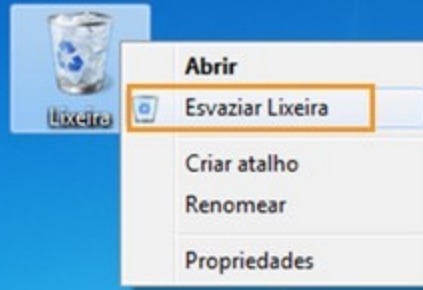 Lixeira
Abrir
Esvaziar Lixeira
Criar atalho
Renomear
Propriedades